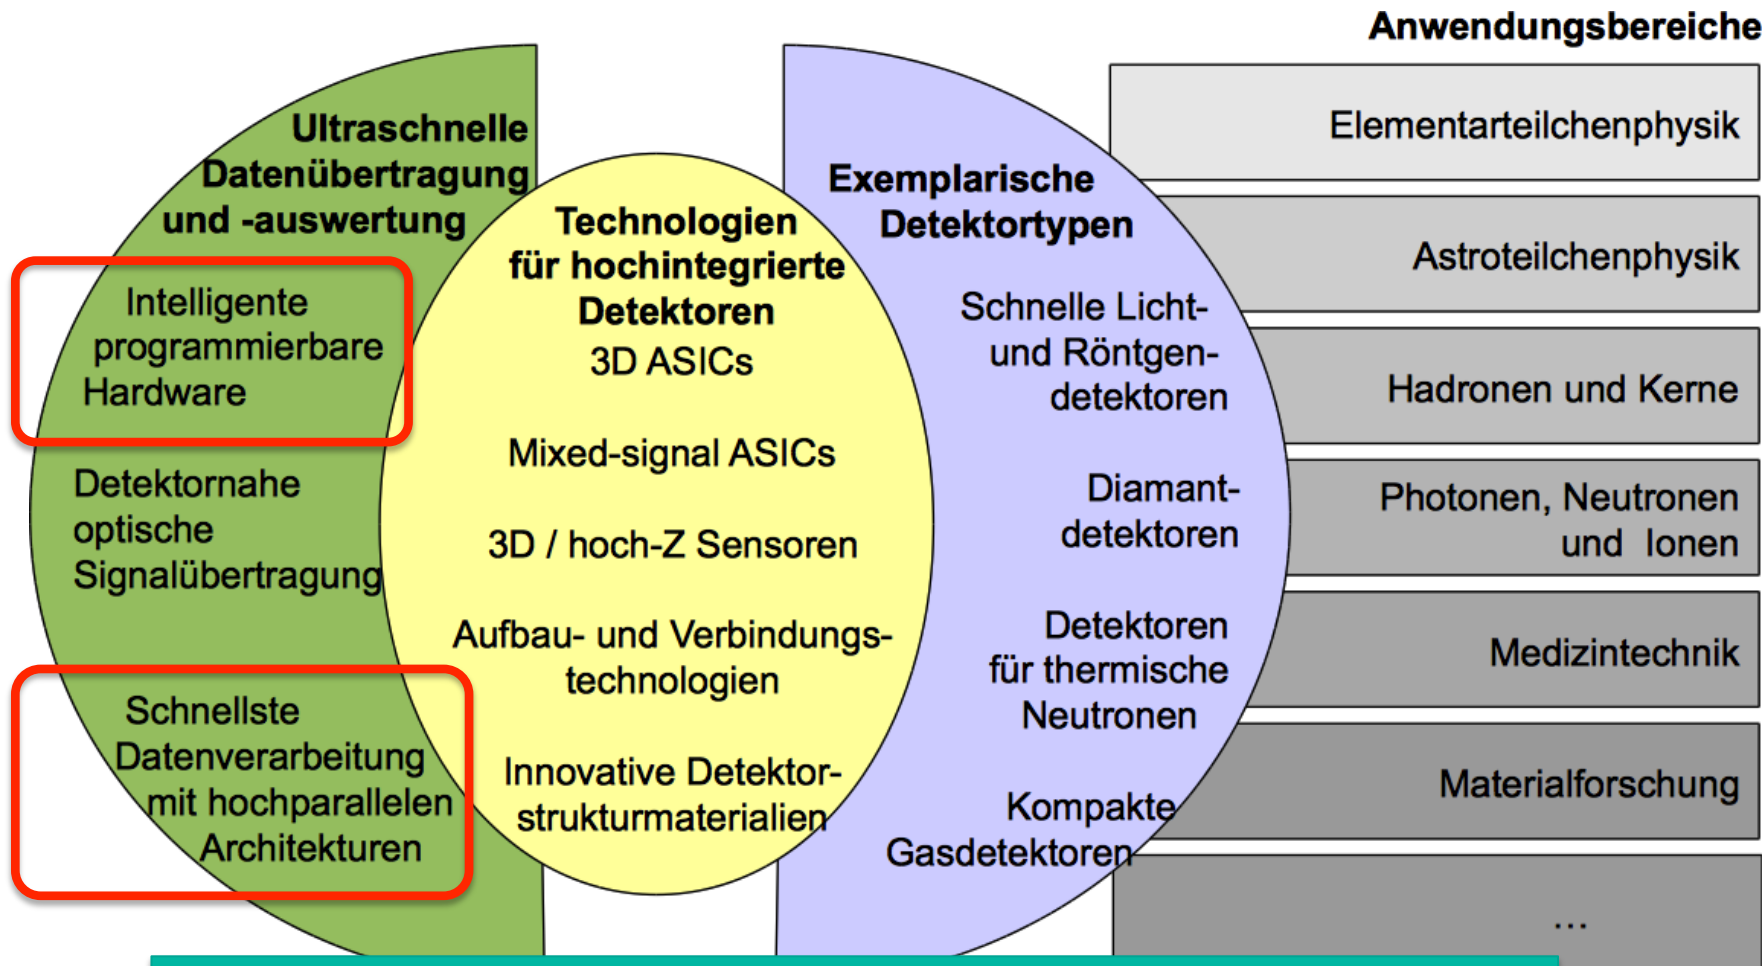 Anwendungsbereiche
Ultraschnelle
Datenübertragung
und -auswertung
Intelligente
programmierbare
Hardware
Detektornahe
optische
Signalübertragung
Schnellste
Datenverarbeitung
mit hochparallelen
Architekturen
Technologien
für hochintegrierte
Detektoren
3D ASICs
Mixed-signal ASICs
3D / hoch-Z Sensoren
Aufbau- und Verbindungs-
technologien
Innovative Detektor-
strukturmaterialien
Exemplarische
Detektortypen
Schnelle Licht-
und Röntgen-
detektoren
Diamant-
detektoren
Detektoren
für thermische
Neutronen
Kompakte
Gasdetektoren
Elementarteilchenphysik
Astroteilchenphysik
Hadronen und Kerne
Photonen, Neutronen
und Ionen
Medizintechnik
Materialforschung
...